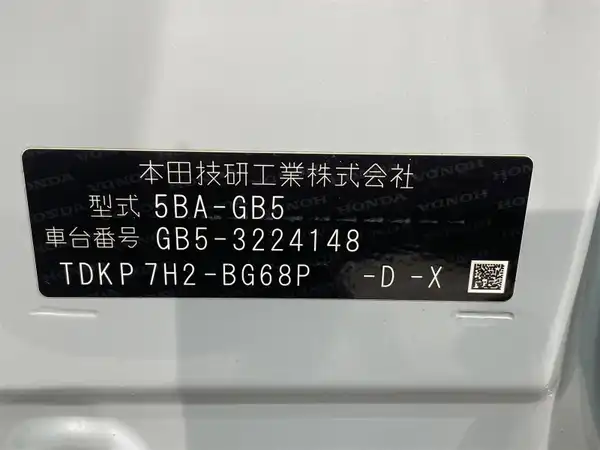 本田技研工業株式会社
型式 5BA-GB5
車台番号 GB5-3224148
TDKP 7H2-BG68P -D -X